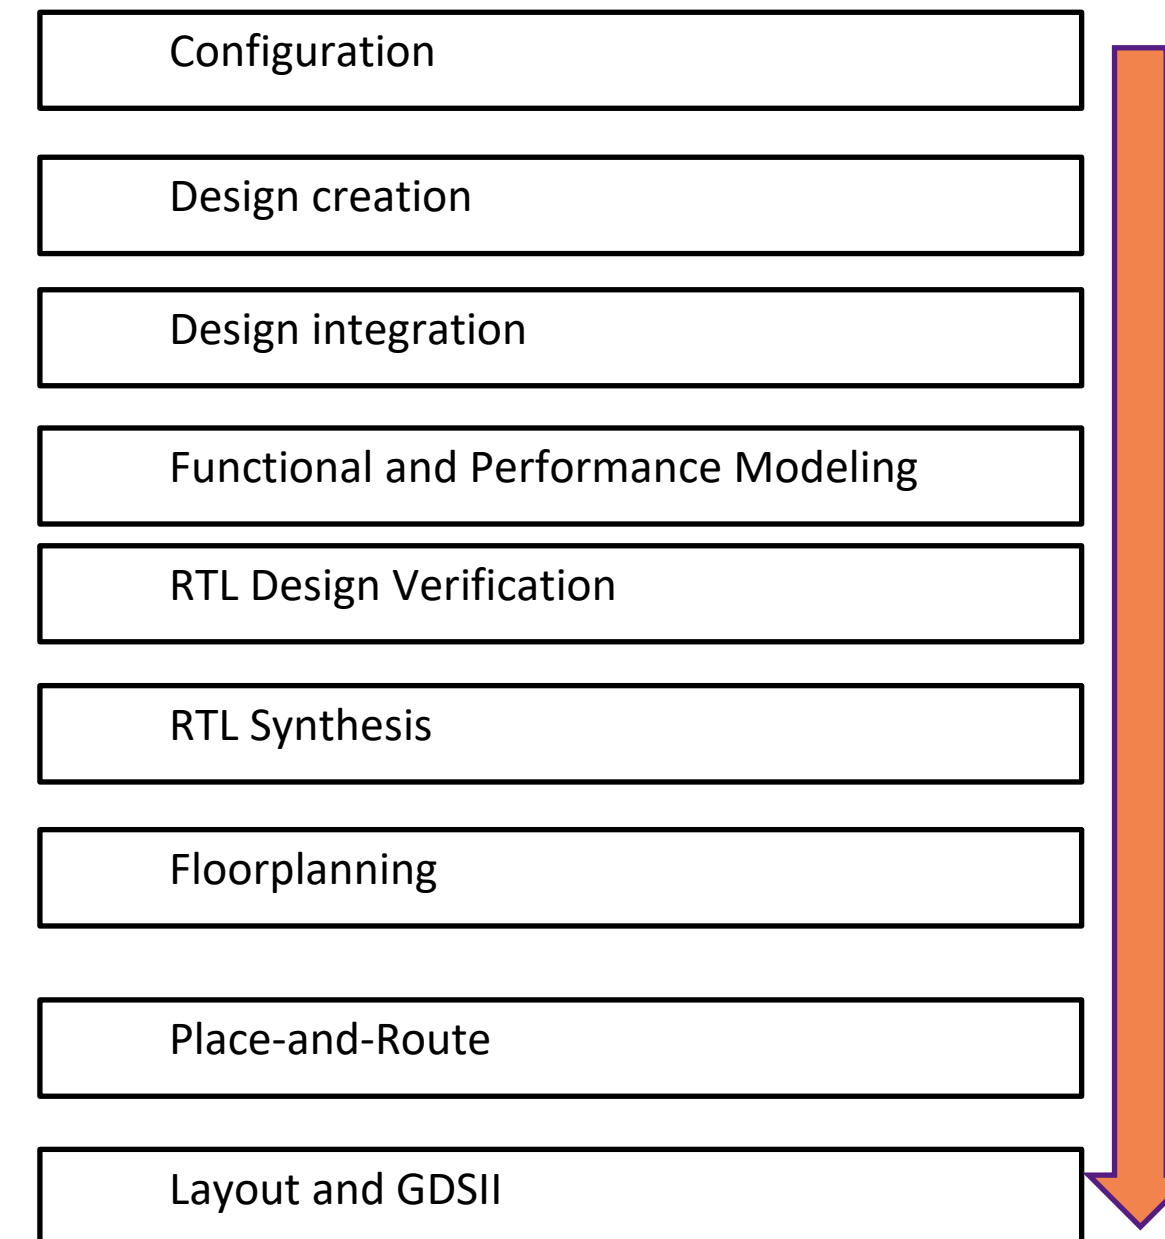 Configuration
Design creation
Design integration
Functional and Performance Modeling
RTL Design Verification
RTL Synthesis
Floorplanning
Place-and-Route
Layout and GDSII